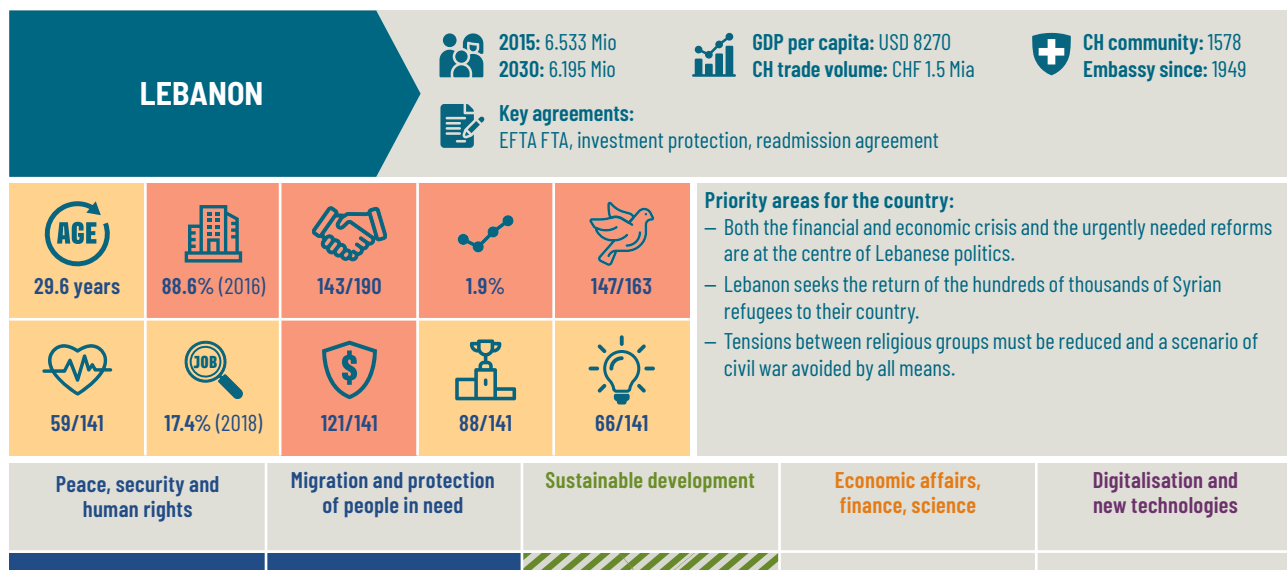 LEBANON
2015: 6.533 Mio
2030: 6.195 Mio
GDP per capita: USD 8270
CH trade volume: CHF 1.5 Mia
CH community: 1578
Embassy since: 1949
Key agreements:
EFTA FTA, investment protection, readmission agreement
AGE
29.6 years
88.6% (2016)
143/190
1.9%
147/163
59/141
JOB
17.4% (2018)
$
121/141
88/141
66/141
Priority areas for the country:
– Both the financial and economic crisis and the urgently needed reforms
are at the centre of Lebanese politics.
– Lebanon seeks the return of the hundreds of thousands of Syrian
refugees to their country.
– Tensions between religious groups must be reduced and a scenario of
civil war avoided by all means.
Peace, security and
human rights
Migration and protection
of people in need
Sustainable development
Economic affairs,
finance, science
Digitalisation and
new technologies